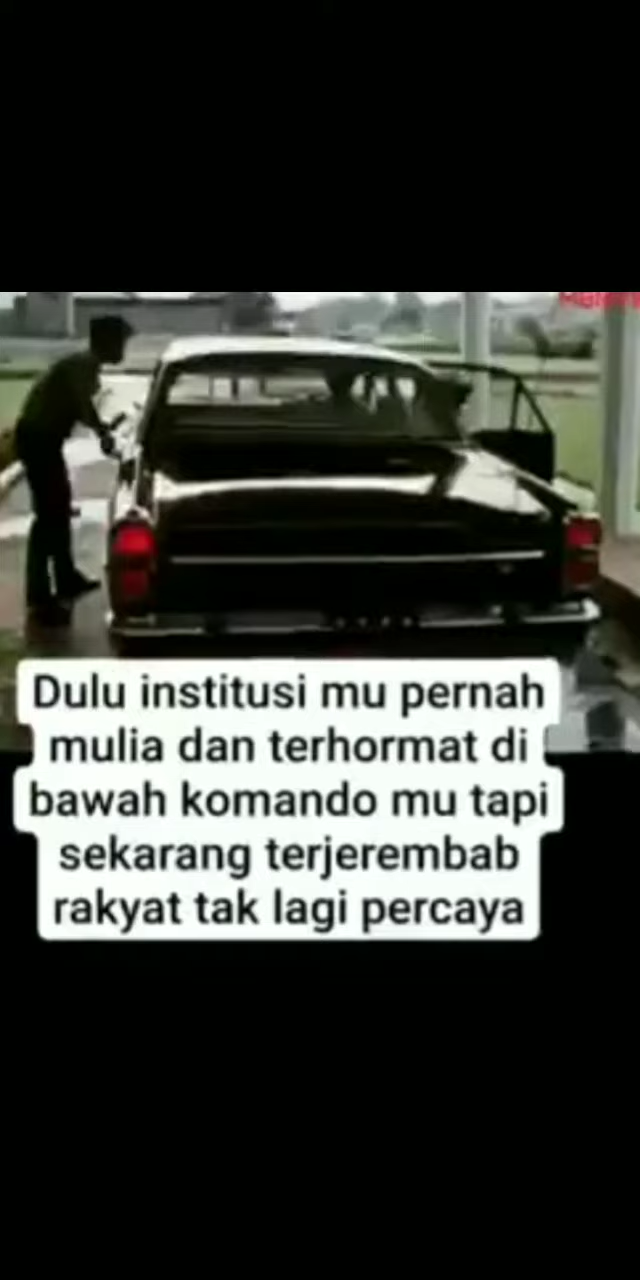 Dulu institusi mu pernah
mulia dan terhormat di
bawah komando mu tapi
sekarang terjerembab
rakyat tak lagi percaya